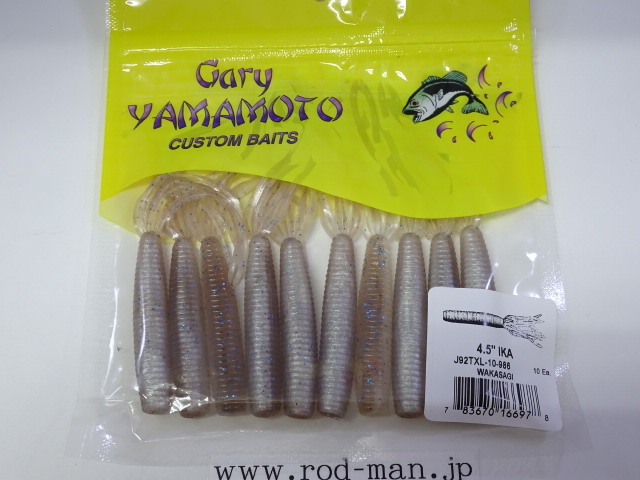 Gary
YAMAMOTO
CUSTOM BAITS
4.5" IKA
J92TXL-10-986
WAKASAGI
10 Ea
7 83670 16697 8
www.rod-man.jp